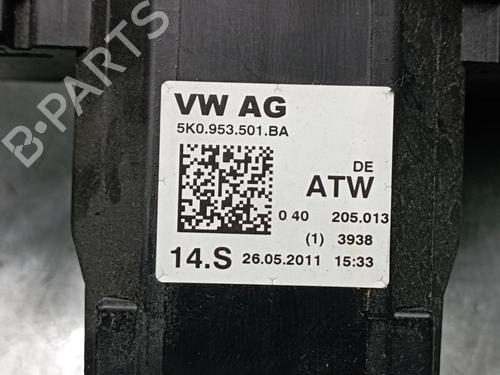 VW AG
5K0.953.501.BA
DE
ATW
0 40 205.013
(1) 3938
14.S 26.05.2011 15:33
B-PARTS